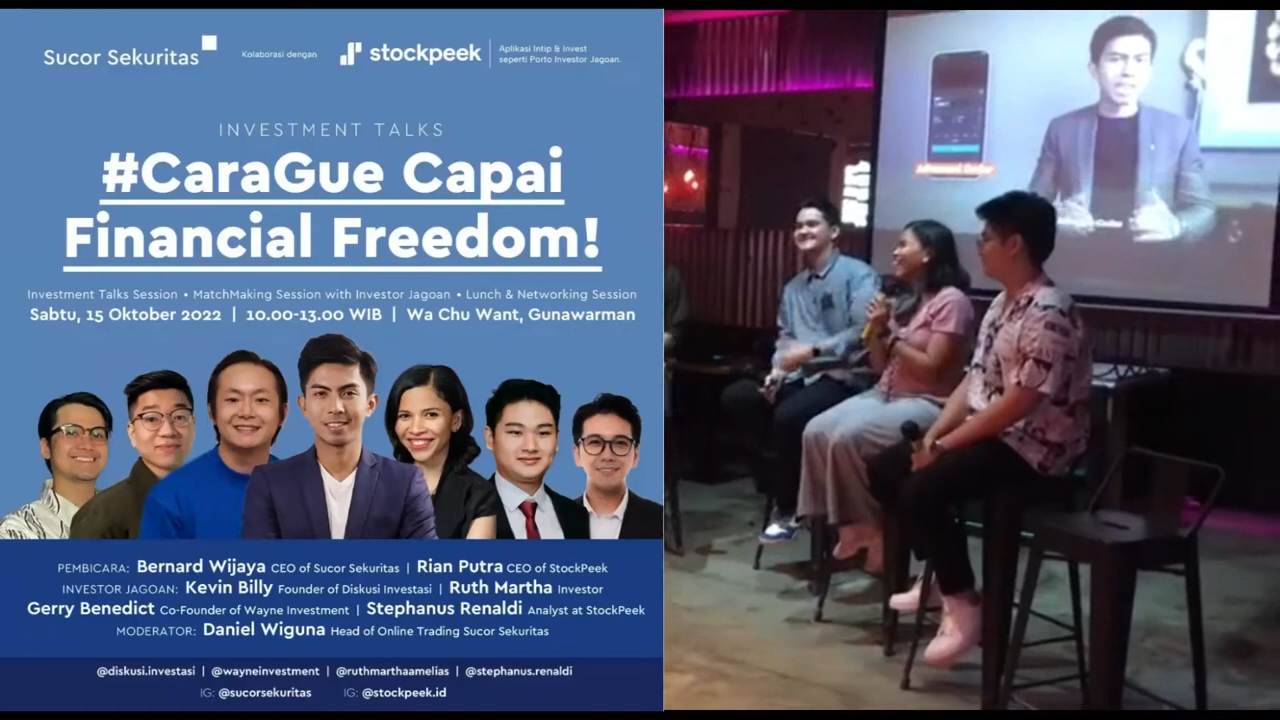 Sucor Sekuritas
Kolaborasi dengan
stockpeek
Aplikasi Intip & Invest
seperti Porto Investor Jagoan.
INVESTMENT TALKS
#CaraGue Capai
Financial Freedom!
Investment Talks Session • MatchMaking Session with Investor Jagoan • Lunch & Networking Session
Sabtu, 15 Oktober 2022 | 10.00-13.00 WIB | Wa Chu Want, Gunawarman
PEMBICARA: Bernard Wijaya CEO of Sucor Sekuritas | Rian Putra CEO of StockPeek
INVESTOR JAGOAN: Kevin Billy Founder of Diskusi Investasi | Ruth Martha Investor
Gerry Benedict Co-Founder of Wayne Investment | Stephanus Renaldi Analyst at StockPeek
MODERATOR: Daniel Wiguna Head of Online Trading Sucor Sekuritas
@diskusi.investasi | @wayneinvestment | @ruthmarthaamelias | @stephanus.renaldi
IG: @sucorsekuritas IG: @stockpeek.id
Advanced Order